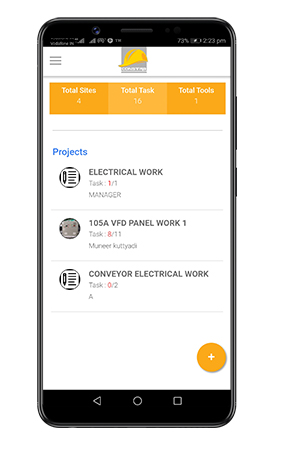 vodafone IN
73% 2:23 pm
Total Sites
4
Total Task
16
Total Tools
1
Projects
ELECTRICAL WORK
Task : 1/1
MANAGER
105A VFD PANEL WORK 1
Task : 8/11
Muneer kuttyadi
CONVEYOR ELECTRICAL WORK
Task : 0/2
A
+